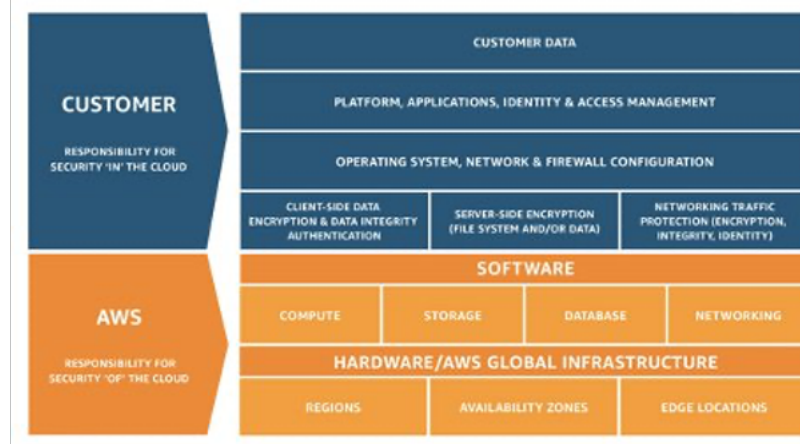 CUSTOMER
RESPONSIBILITY FOR
SECURITY 'IN' THE CLOUD
CUSTOMER DATA
PLATFORM, APPLICATIONS, IDENTITY & ACCESS MANAGEMENT
OPERATING SYSTEM, NETWORK & FIREWALL CONFIGURATION
CLIENT-SIDE DATA
ENCRYPTION & DATA INTEGRITY
AUTHENTICATION
SERVER-SIDE ENCRYPTION
(FILE SYSTEM AND/OR DATA)
NETWORKING TRAFFIC
PROTECTION (ENCRYPTION,
INTEGRITY, IDENTITY)
AWS
RESPONSIBILITY FOR
SECURITY 'OF' THE CLOUD
SOFTWARE
COMPUTE
STORAGE
DATABASE
NETWORKING
HARDWARE/AWS GLOBAL INFRASTRUCTURE
REGIONS
AVAILABILITY ZONES
EDGE LOCATIONS